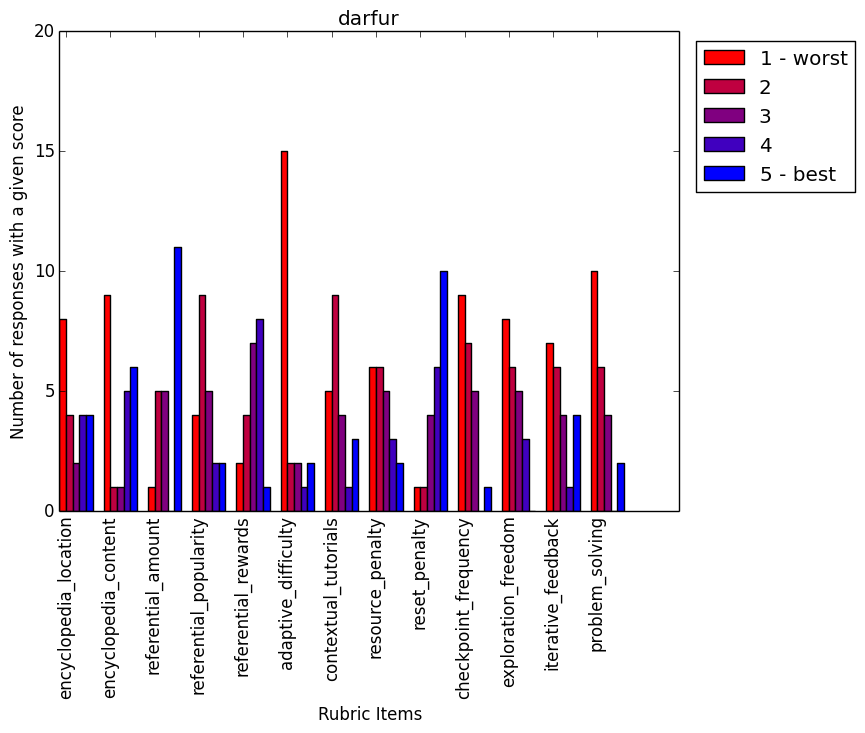 darfur
20
15
10
5
0
Number of responses with a given score
encyclopedia_location
encyclopedia_content
referential_amount
referential_popularity
referential_rewards
adaptive_difficulty
contextual_tutorials
resource_penalty
reset_penalty
checkpoint_frequency
exploration_freedom
iterative_feedback
problem_solving
Rubric Items
1 - worst
2
3
4
5 - best